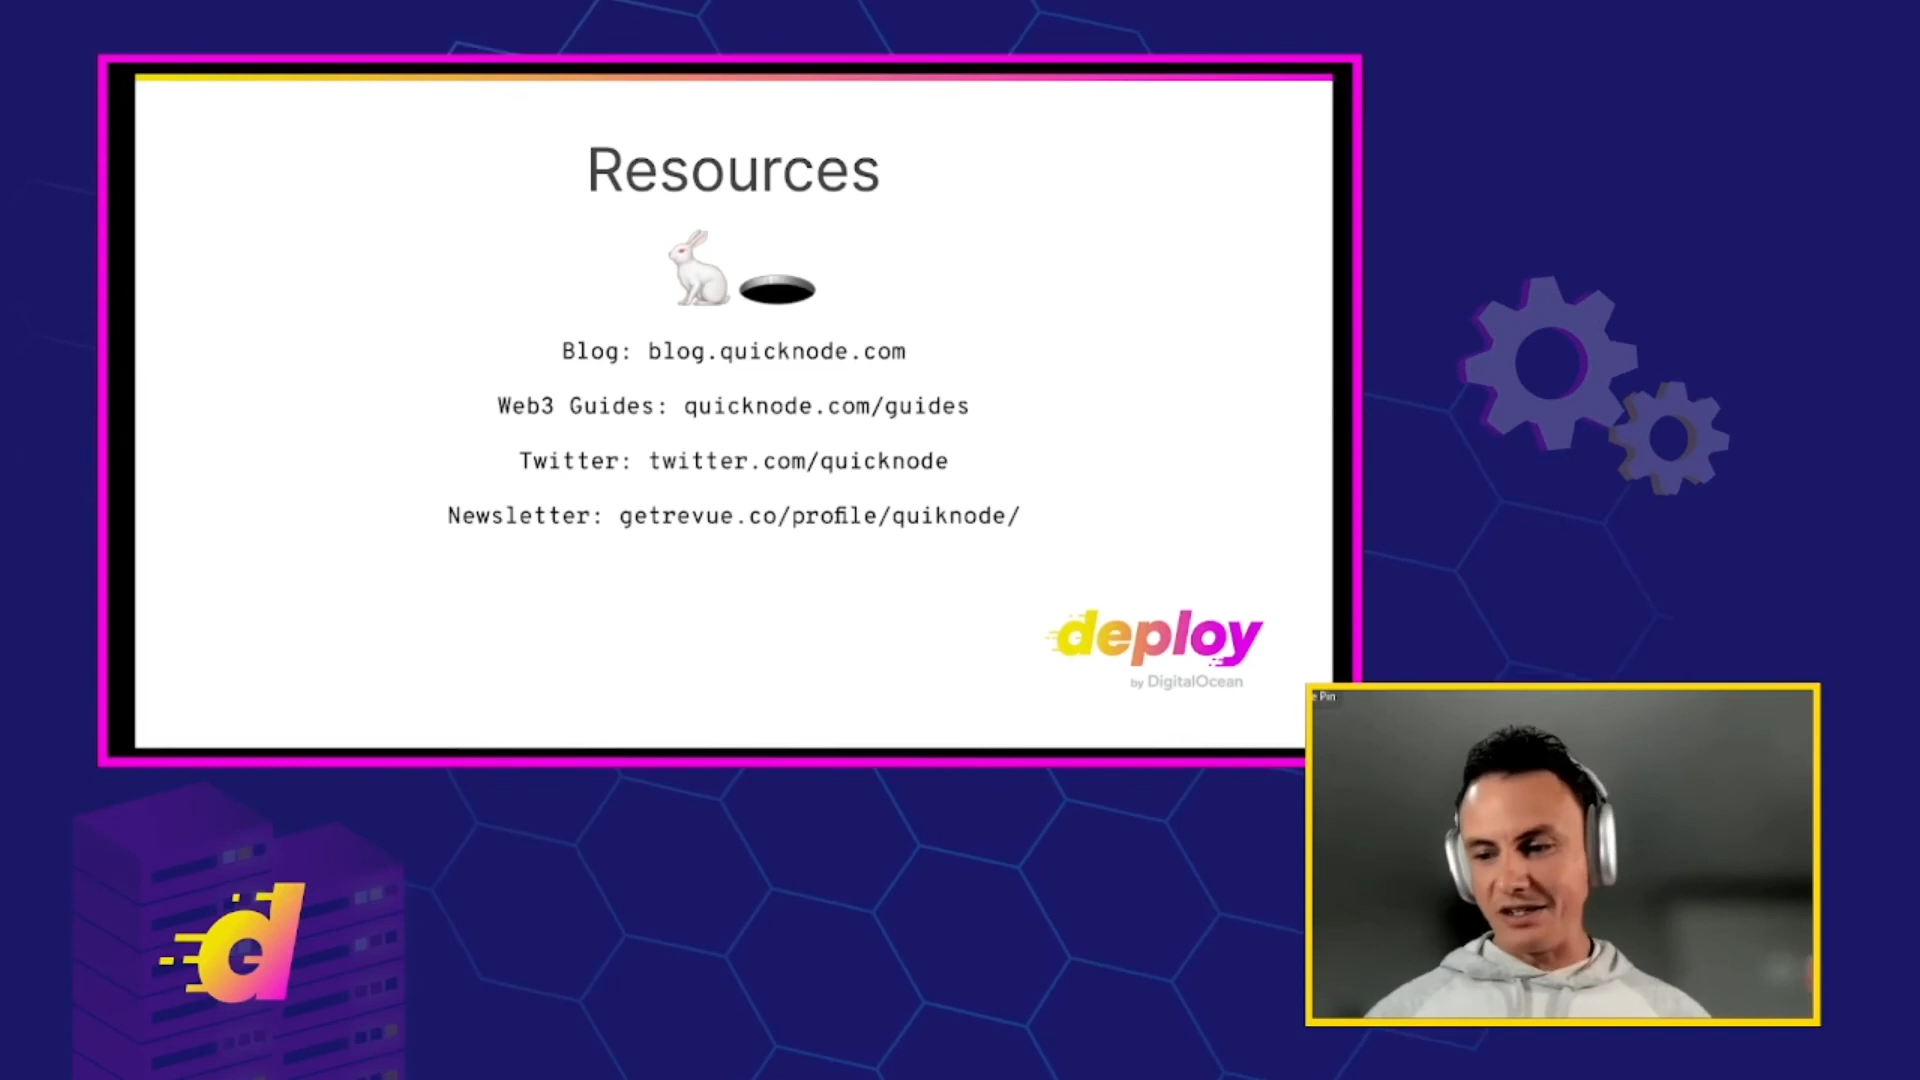 Resources
Blog: blog.quicknode.com
Web3 Guides: quicknode.com/guides
Twitter: twitter.com/quicknode
Newsletter: getrevue.co/profile/quiknode/
deploy
by DigitalOcean
e Pin
d